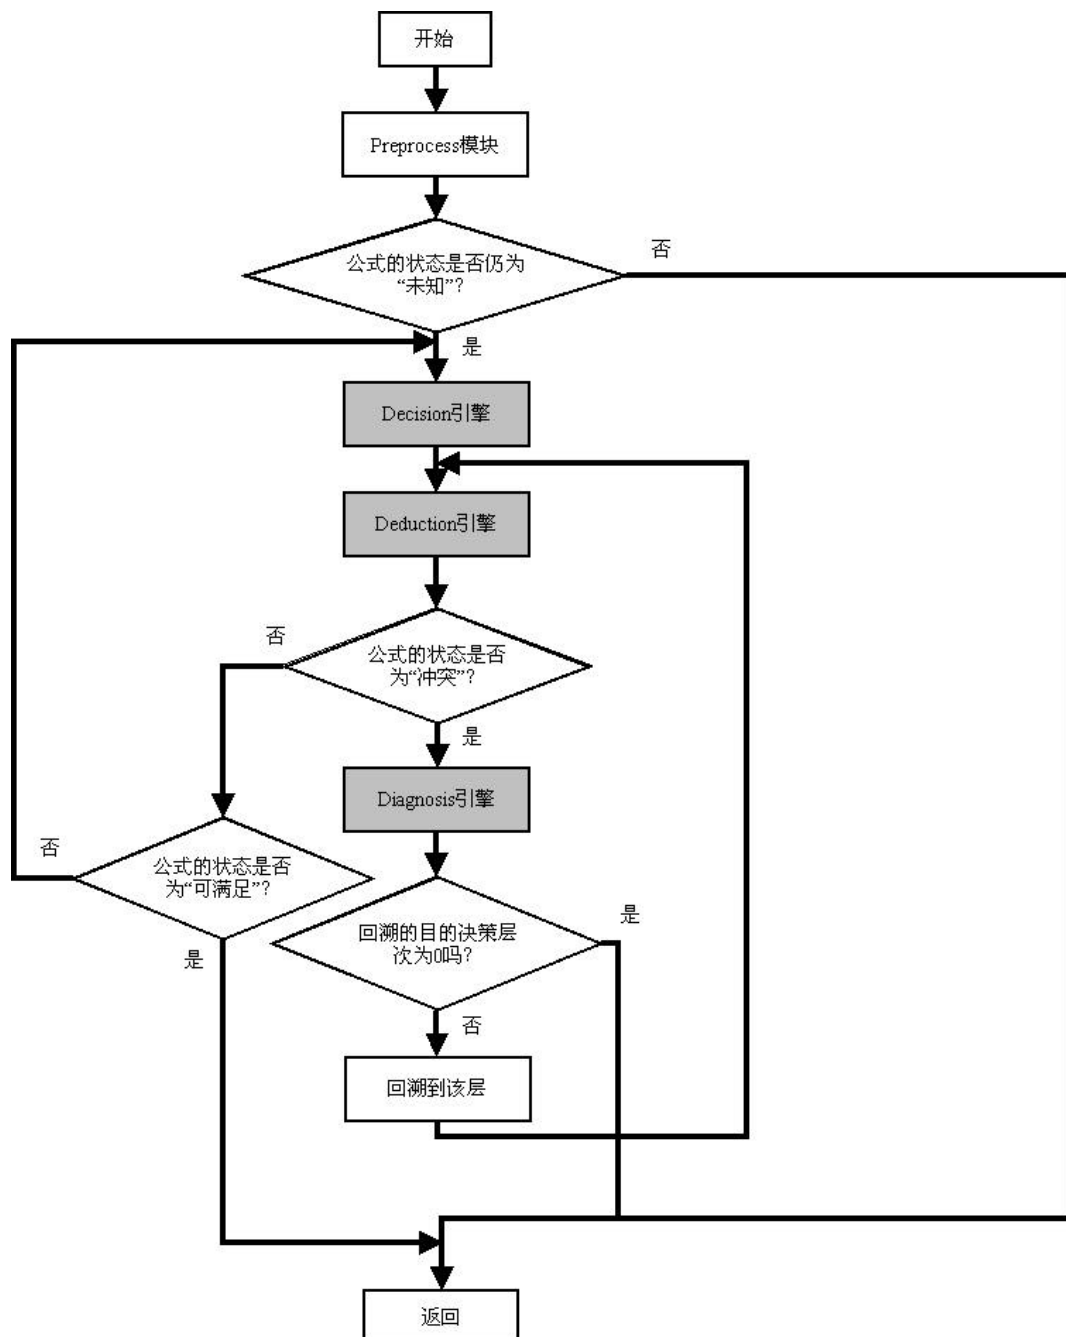 开始
Preprocess模块
公式的状态是否仍为
“未知”?
否
是
Decision引擎
Deduction引擎
否
公式的状态是否
为“冲突”?
是
Diagnosis引擎
否
公式的状态是否
为“可满足”?
是
回溯的目的决策层
次为0吗?
是
否
回溯到该层
返回